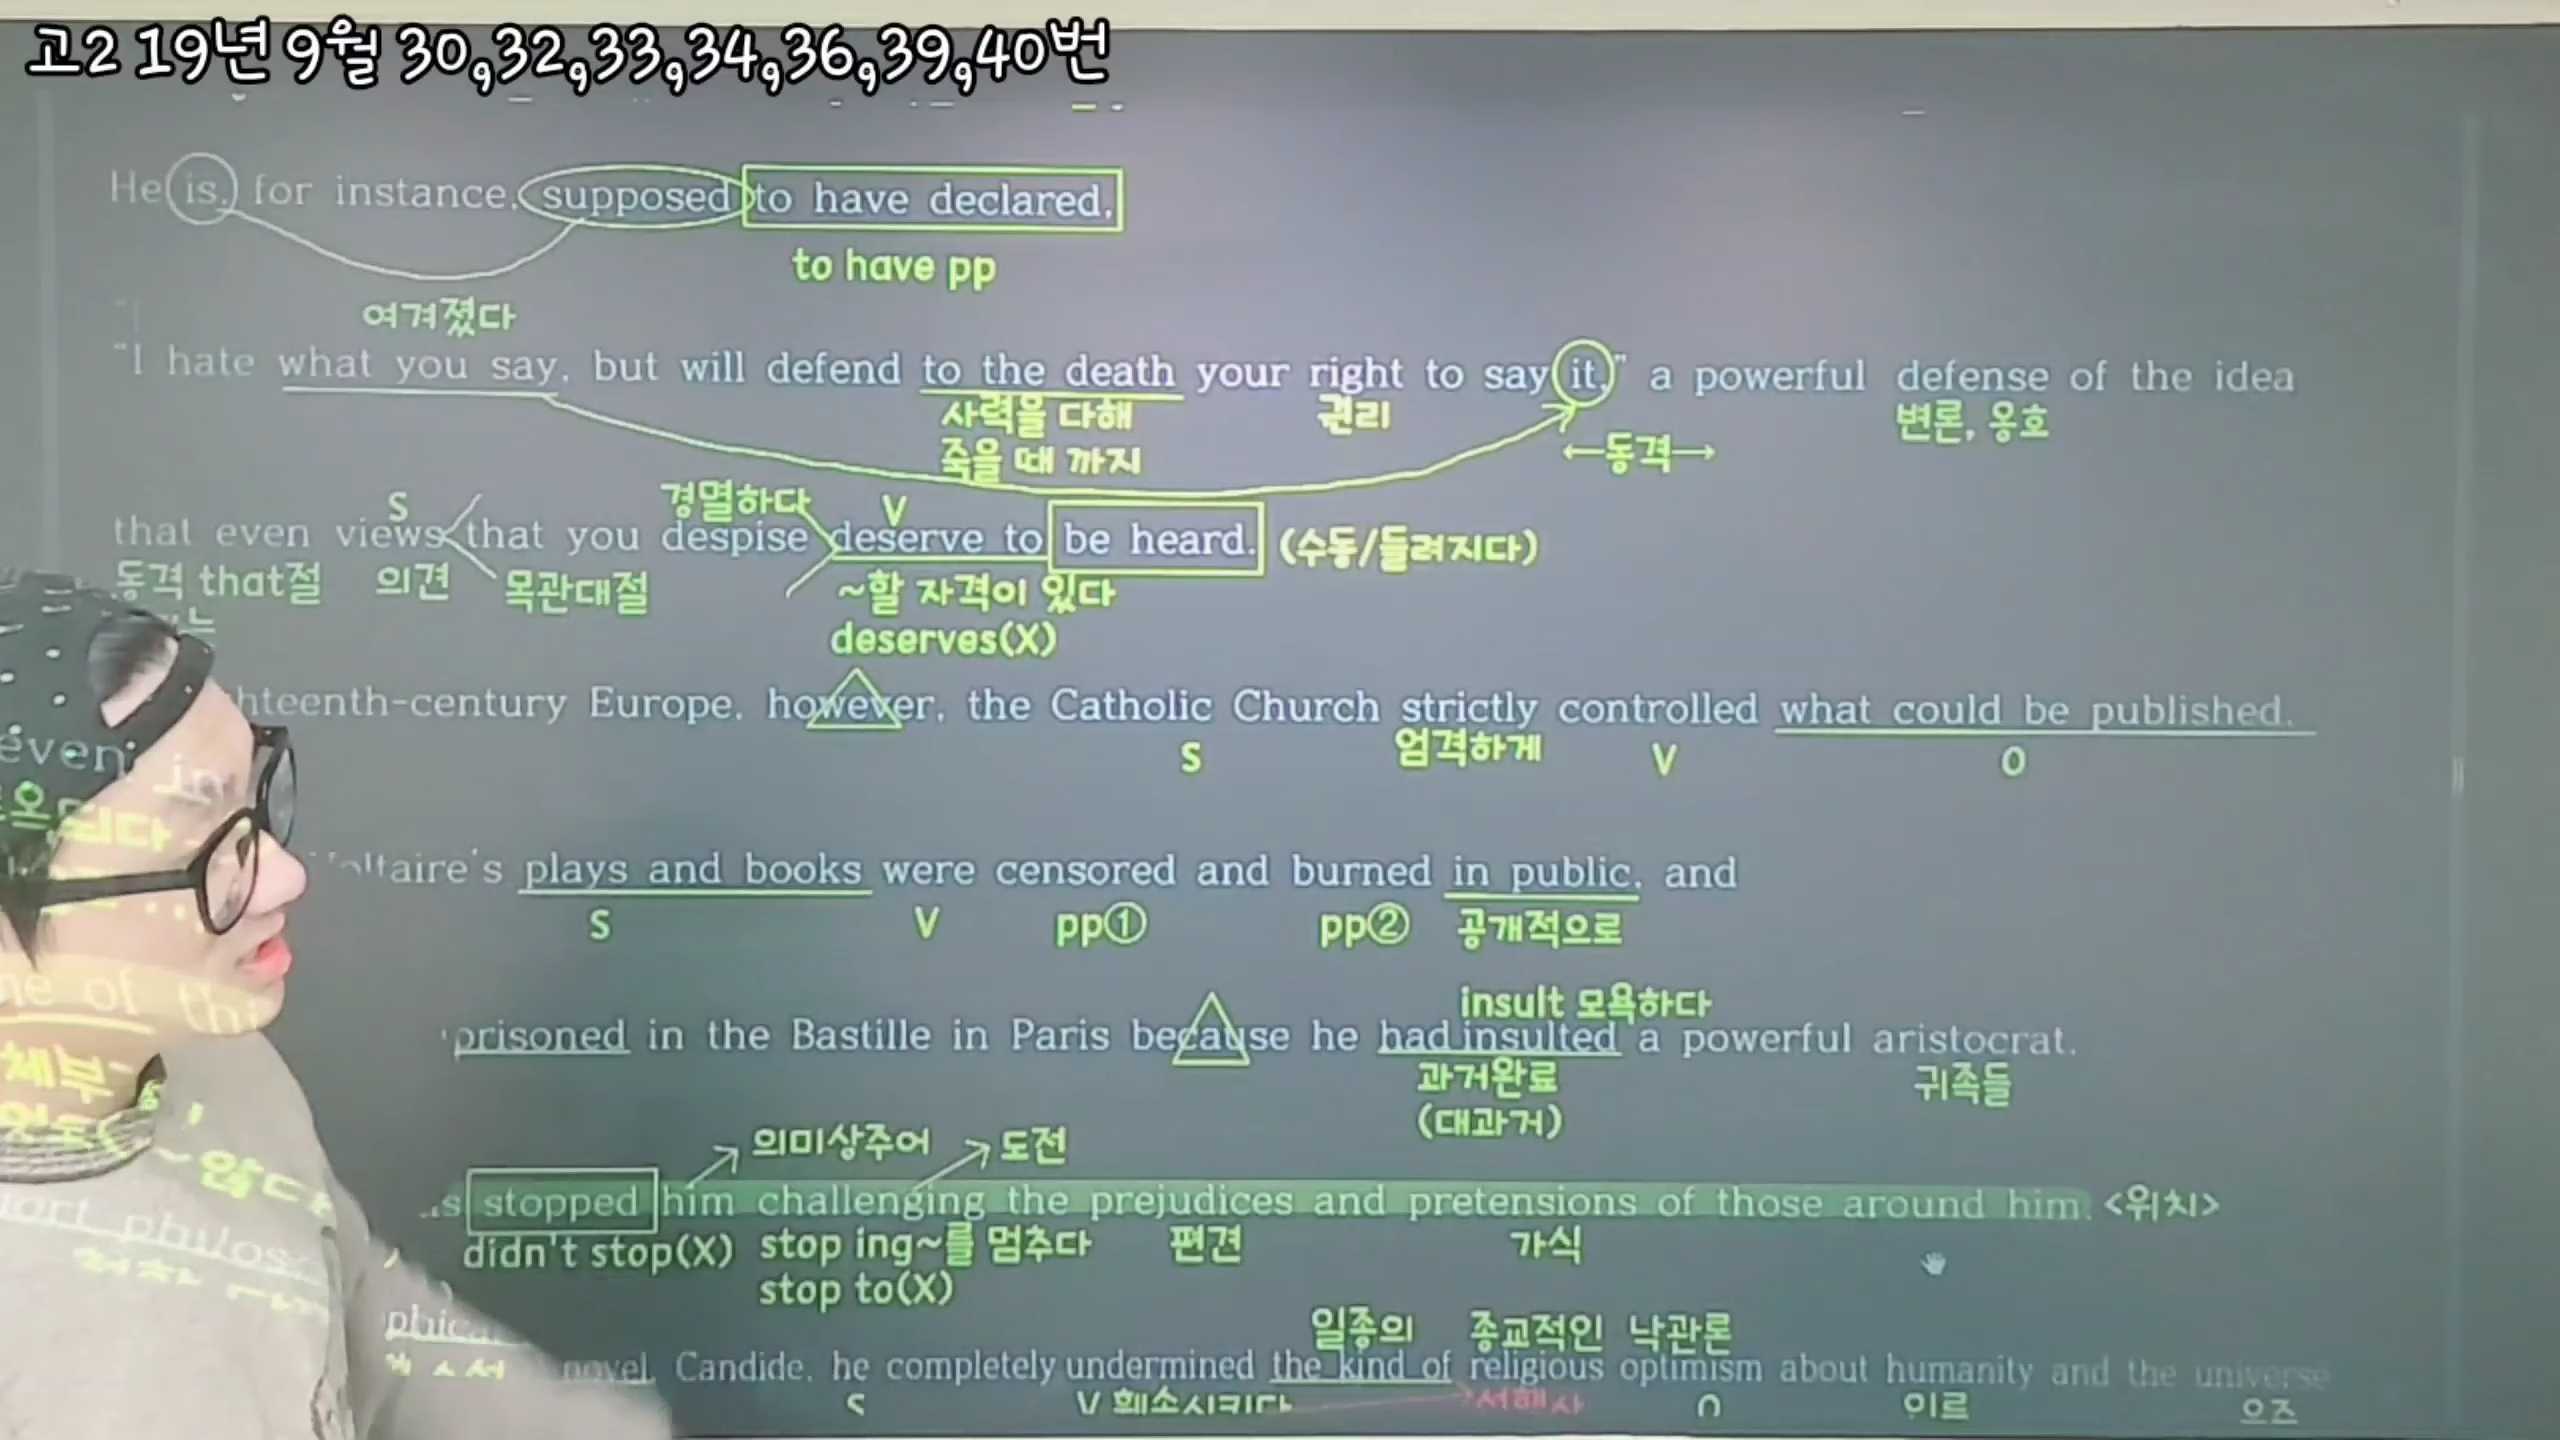 고2 19년 9월 30,32,33,34,36,39,40번
He is, for instance, supposed to have declared,
to have pp
여겨졌다
"I hate what you say, but will defend to the death your right to say it," a powerful defense of the idea
사력을 다해 권리 변론, 옹호
죽을 때 까지 ←동격→
S 경멸하다 V
that even views that you despise deserve to be heard. (수동/들려지다)
동격 that절 의견 목관대절 ~할 자격이 있다
deserves(X)
hteenth-century Europe, however, the Catholic Church strictly controlled what could be published.
S 엄격하게 V O
even in
ltaire's plays and books were censored and burned in public, and
S V pp① pp② 공개적으로
insult 모욕하다
prisoned in the Bastille in Paris because he had insulted a powerful aristocrat.
과거완료 귀족들
(대과거)
의미상주어 도전
s stopped him challenging the prejudices and pretensions of those around him. <위치>
didn't stop(X) stop ing~를 멈추다 편견 가식
stop to(X)
일종의 종교적인 낙관론
novel, Candide, he completely undermined the kind of religious optimism about humanity and the universe
S V 훼손시키다